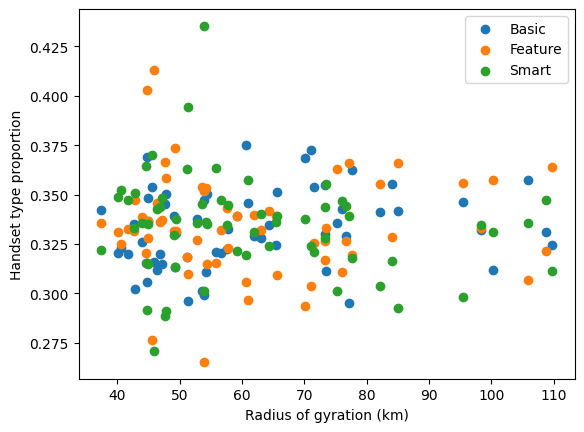 Basic
Feature
Smart
0.425
0.400
0.375
0.350
0.325
0.300
0.275
Handset type proportion
40 50 60 70 80 90 100 110
Radius of gyration (km)